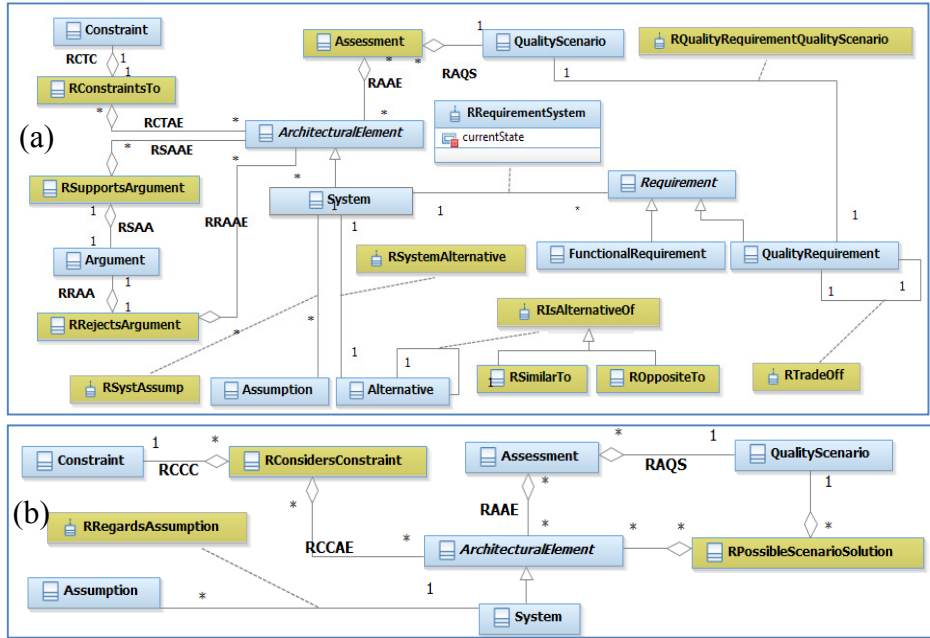 Constraint
Assessment
QualityScenario
RQualityRequirementQualityScenario
RCTC
1
1
*
*
1
RAQS
1
RConstraintsTo
RAAE
*
RCTAE
*
*
RRequirementSystem
currentState
(a)
ArchitecturalElement
*
RSAAE
*
RSupportsArgument
*
System
Requirement
1
RSAA
RRAAE
1
1
*
1
1
Argument
1
RSystemAlternative
FunctionalRequirement
QualityRequirement
RRAA
1
1
1
1
RRejectsArgument
*
*
RIsAlternativeOf
1
1
RSystAssump
Assumption
Alternative
1
RSimilarTo
ROppositeTo
RTradeOff
Constraint
1
RCCC
*
RConsidersConstraint
Assessment
*
RAQS
1
QualityScenario
(b)
*
*
1
RRegardsAssumption
RAAE
RCCAE
*
*
ArchitecturalElement
*
*
*
RPossibleScenarioSolution
Assumption
*
1
System